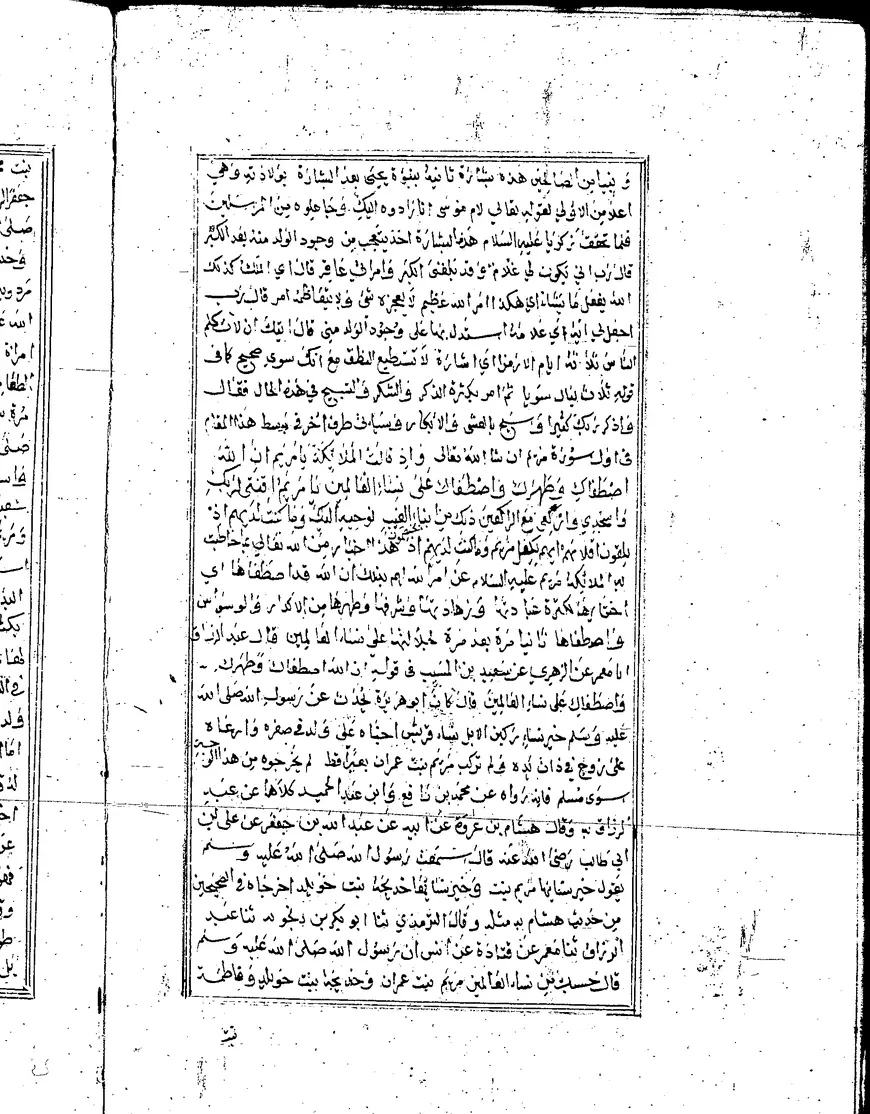 ونبيا من الصالحين هذه بشارة ثانية بنبوة يحيى بعد البشارة بولادته وهي
اعلا من الاولى لقوله تعالى لام موسى انا رادوه اليك وجاعلوه من المرسلين
فلما تحقق زكريا عليه السلام هذه البشارة اخذ يتعجب من وجود الولد منه بعد الكبر
قال رب انى يكون لي غلام وقد بلغني الكبر وامراتي عاقر قال اي الملك كذلك
الله يفعل ما يشاء اي هكذا امر الله عظيم لا يعجزه شى ولا يتعاظمه امر قال رب
اجعل لي اية اي علامة استدل بها على وجود الولد مني قال ايتك ان لا تكلم
الناس ثلاثة ايام الا رمزا اي اشارة لا تستطيع النطق مع انك سوي صحيح كما في
قوله ثلاث ليال سويا ثم امر بكثرة الذكر والشكر والتسبيح في هذه الحال فقال
واذكر ربك كثيرا وسبح بالعشى والابكار وسياتى طرف اخر في بسط هذا المقام
في اول سورة مريم ان شا الله تعالى واذ قالت الملائكة يا مريم ان الله
اصطفاك وطهرك واصطفاك على نساء العالمين يا مريم اقنتى لربك
واسجدي واركعي مع الراكعين ذلك من انباء الغيب نوحيه اليك وما كنت لديهم اذ
يلقون اقلامهم ايهم يكفل مريم وما كنت لديهم اذ يختصمون هذا اخبار من الله تعالى بما خاطبت
به الملائكة مريم عليها السلام عن امر الله لهم بذلك ان الله قد اصطفاها اي
اختارها لكثرة عبادتها وزهادتها وشرفها وطهرها من الاكدار والوسواس
واصطفاها ثانيا مرة بعد مرة لجلالتها على نساء العالمين قال عبد الرزاق
انا معمر عن الزهري عن سعيد بن المسيب في قوله ان الله اصطفاك وطهرك
واصطفاك على نساء العالمين قال كان ابو هريرة يحدث عن رسول الله صلى الله
عليه وسلم خير نساء ركبن الابل نساء قريش احناه على ولد في صغره وارعاه
على زوج في ذات يده ولم تركب مريم بنت عمران بعيرا قط لم يخرجوه من هذا الوجه
سوى مسلم فانه رواه عن محمد بن رافع وابن عبد الحميد كلاهما عن عبد
الرزاق به وقال هشام بن عروة عن ابيه عن عبد الله بن جعفر عن علي بن
ابي طالب رضى الله عنه قال سمعت رسول الله صلى الله عليه وسلم
يقول خير نسائها مريم بنت وخير نسائها خديجة بنت خويلد اخرجاه في الصحيحين
من حديث هشام به مثله وقال الترمذي ثنا ابو بكر بن زنجويه ثنا عبد
الرزاق ثنا معمر عن قتادة عن انس ان رسول الله صلى الله عليه وسلم
قال حسبك من نساء العالمين مريم بنت عمران وخديجة بنت خويلد وفاطمة
بنت